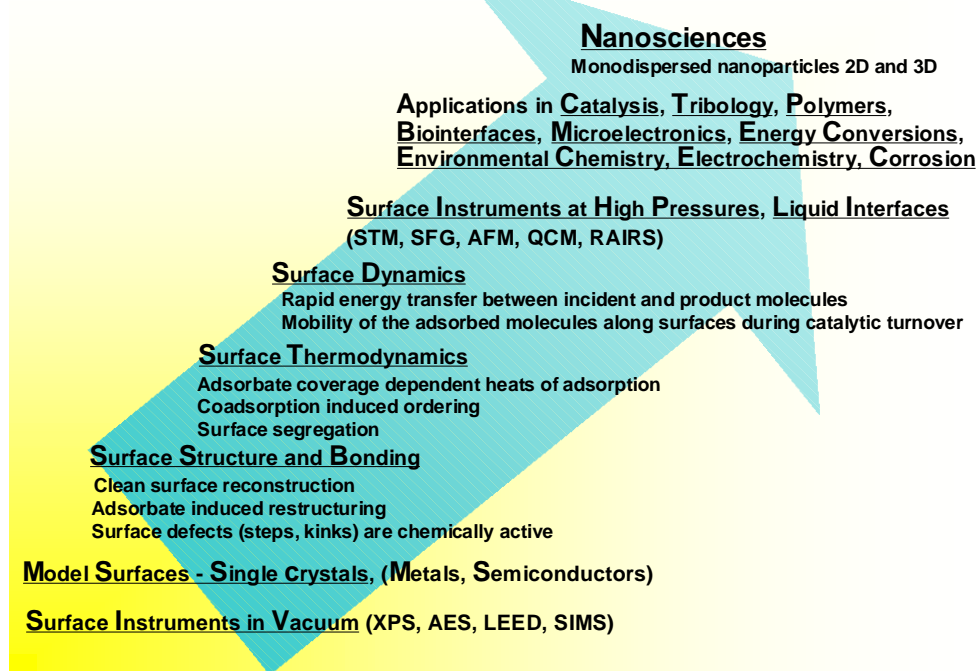 Nanosciences
Monodispersed nanoparticles 2D and 3D
Applications in Catalysis, Tribology, Polymers,
Biointerfaces, Microelectronics, Energy Conversions,
Environmental Chemistry, Electrochemistry, Corrosion
Surface Instruments at High Pressures, Liquid Interfaces
(STM, SFG, AFM, QCM, RAIRS)
Surface Dynamics
Rapid energy transfer between incident and product molecules
Mobility of the adsorbed molecules along surfaces during catalytic turnover
Surface Thermodynamics
Adsorbate coverage dependent heats of adsorption
Coadsorption induced ordering
Surface segregation
Surface Structure and Bonding
Clean surface reconstruction
Adsorbate induced restructuring
Surface defects (steps, kinks) are chemically active
Model Surfaces - Single Crystals, (Metals, Semiconductors)
Surface Instruments in Vacuum (XPS, AES, LEED, SIMS)